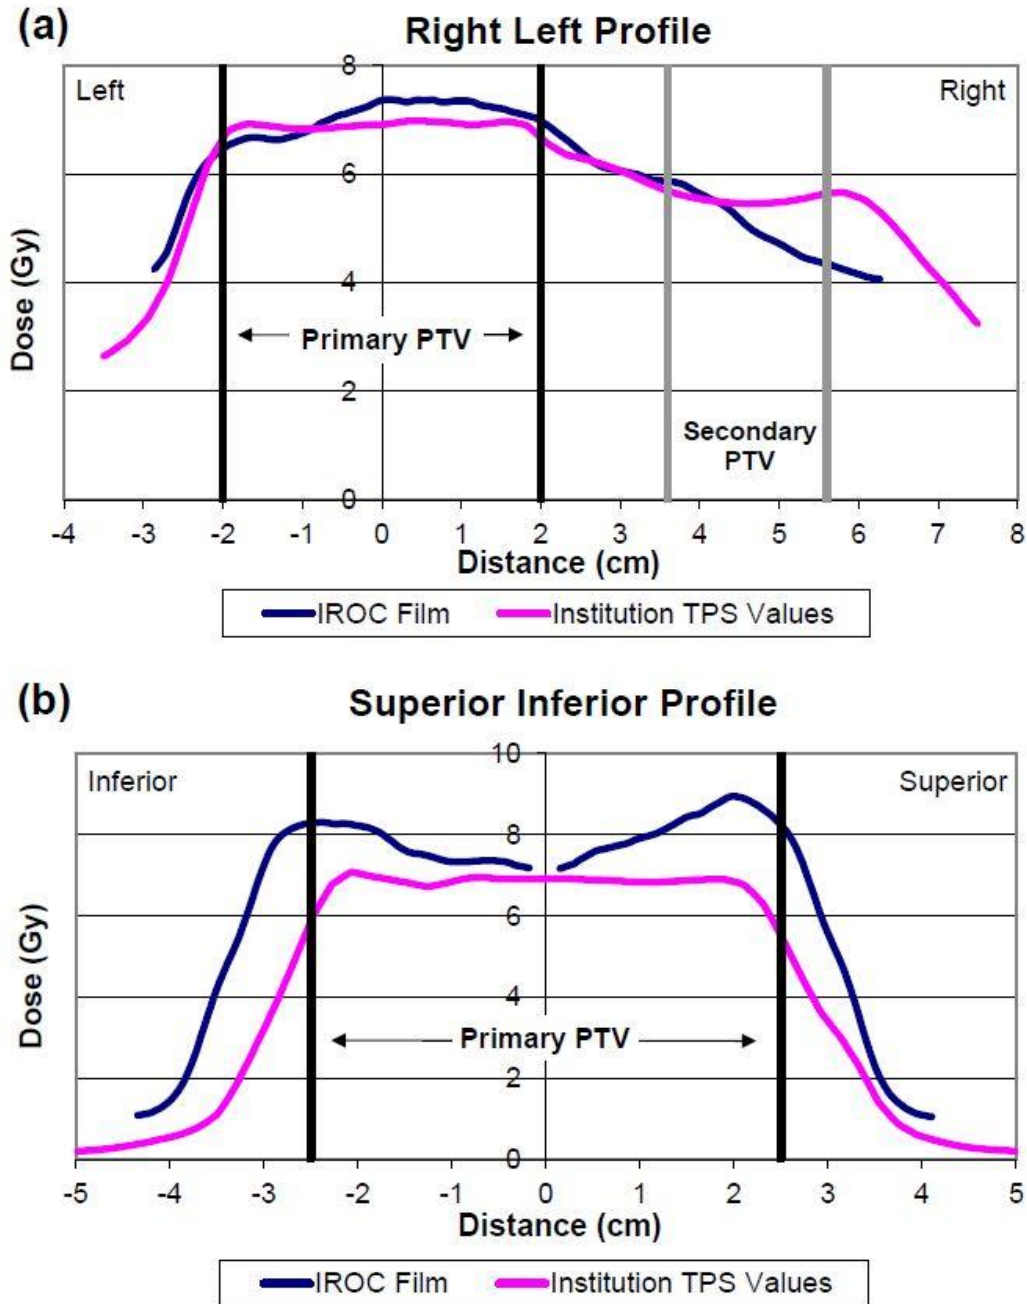 (a)
Right Left Profile
Left
Right
8
6
4
2
0
Dose (Gy)
Primary PTV
Secondary
PTV
-4 -3 -2 -1 0 1 2 3 4 5 6 7 8
Distance (cm)
IROC Film Institution TPS Values
(b)
Superior Inferior Profile
Inferior
Superior
10
8
6
4
2
0
Dose (Gy)
Primary PTV
-5 -4 -3 -2 -1 0 1 2 3 4 5
Distance (cm)
IROC Film Institution TPS Values